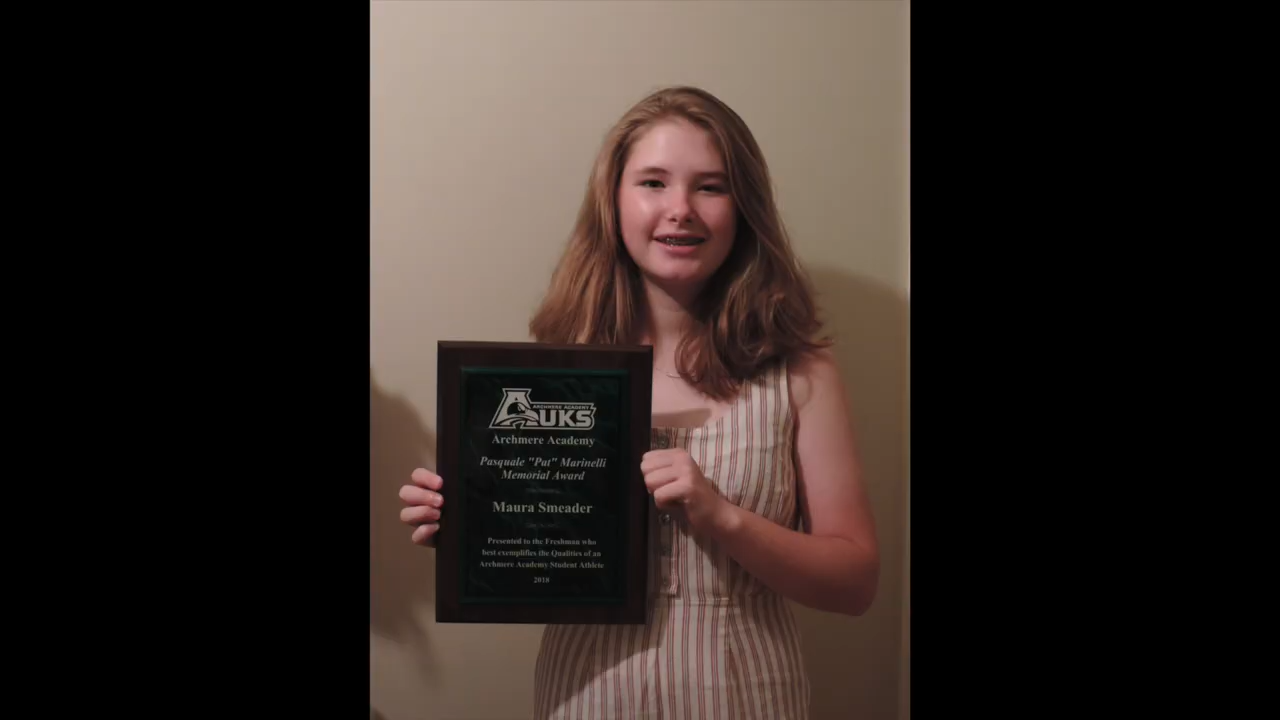 ARCHMERE ACADEMY
AUKS
Archmere Academy
Pasquale "Pat" Marinelli
Memorial Award
Maura Smeader
Presented to the Freshman who
best exemplifies the Qualities of an
Archmere Academy Student Athlete
2018